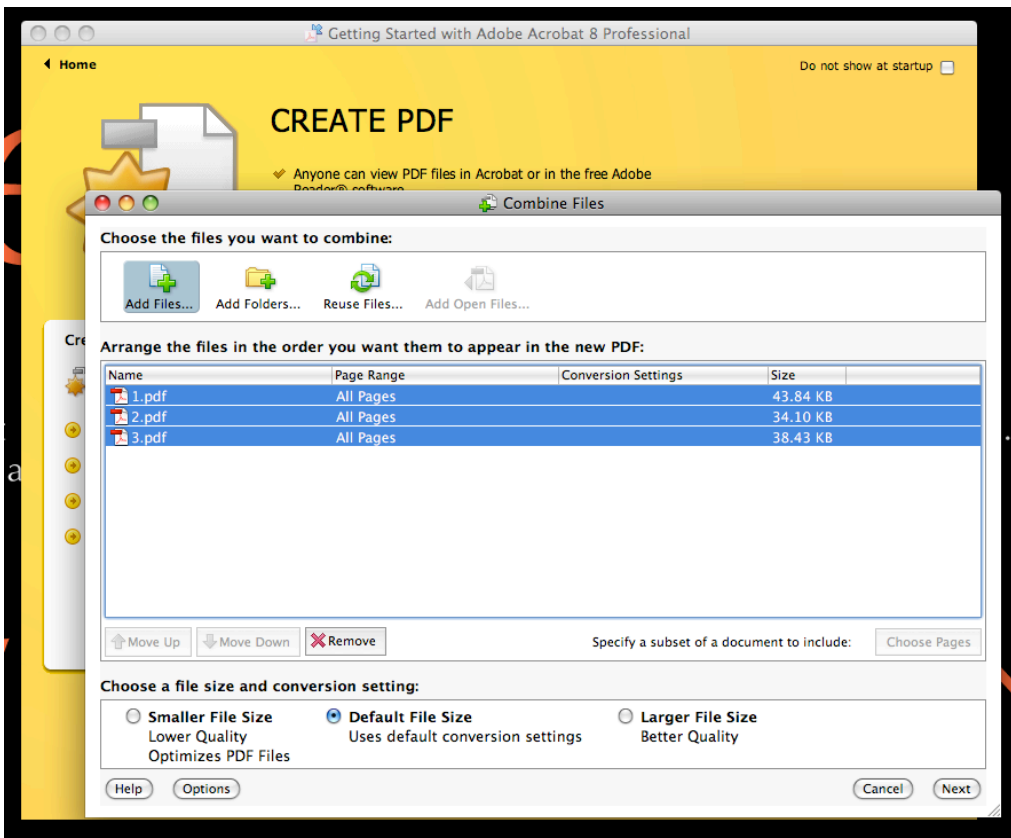 Getting Started with Adobe Acrobat 8 Professional
Home
Do not show at startup
CREATE PDF
Anyone can view PDF files in Acrobat or in the free Adobe
Reader® software
Combine Files
Choose the files you want to combine:
Add Files... Add Folders... Reuse Files... Add Open Files...
Cre
Arrange the files in the order you want them to appear in the new PDF:
Name Page Range Conversion Settings Size
1.pdf All Pages 43.84 KB
2.pdf All Pages 34.10 KB
3.pdf All Pages 38.43 KB
a
Move Up Move Down Remove Specify a subset of a document to include: Choose Pages
Choose a file size and conversion setting:
Smaller File Size Default File Size Larger File Size
Lower Quality Uses default conversion settings Better Quality
Optimizes PDF Files
Help Options Cancel Next